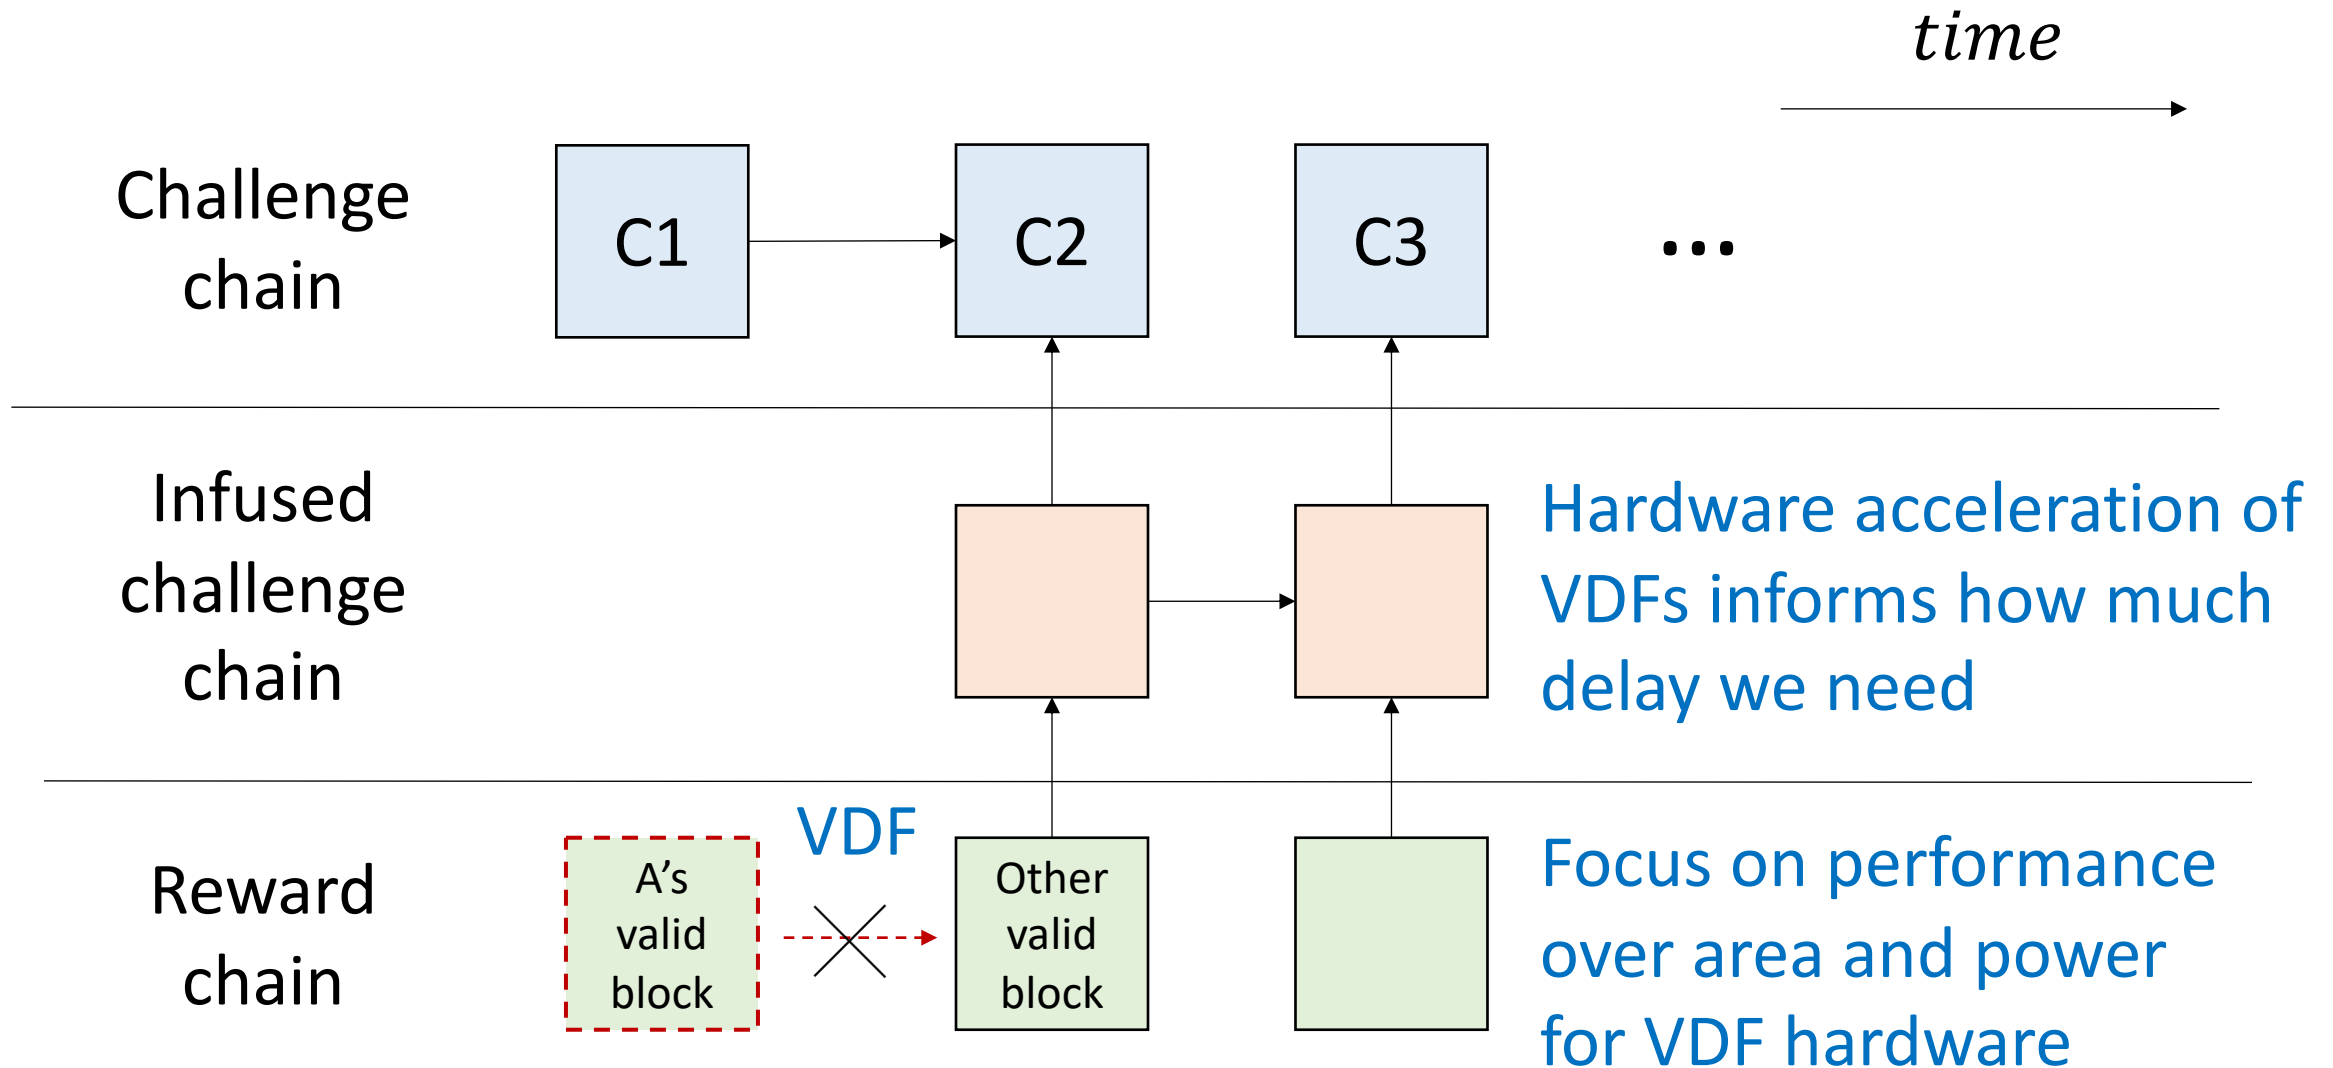 time
Challenge
chain
C1
C2
C3
...
Infused
challenge
chain
Hardware acceleration of
VDFs informs how much
delay we need
Reward
chain
A’s
valid
block
VDF
Other
valid
block
Focus on performance
over area and power
for VDF hardware